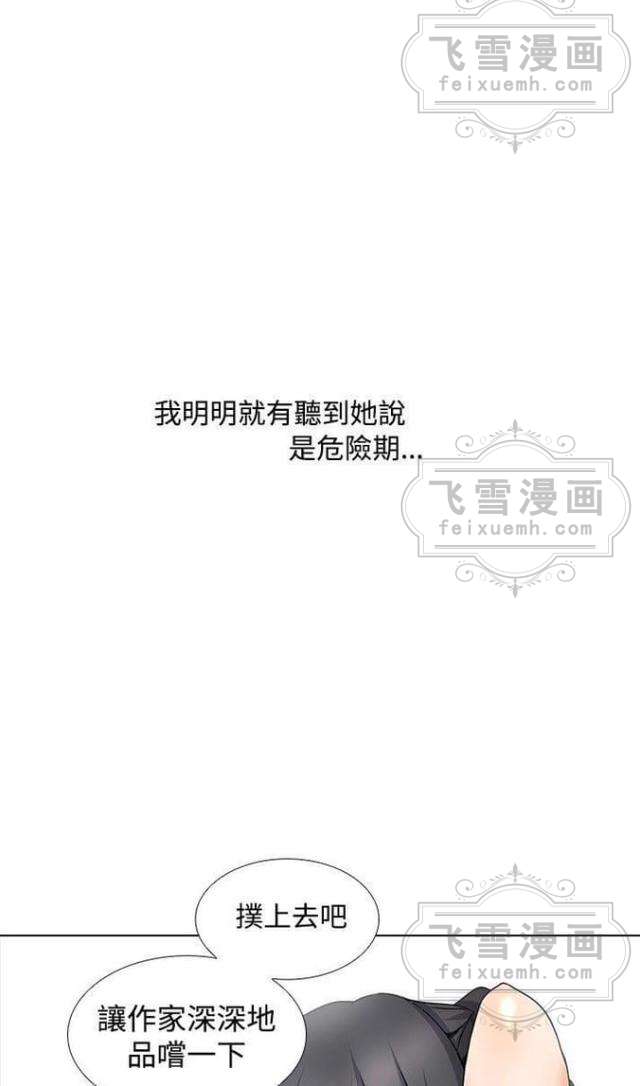 飞雪漫画
feixuemh.com
我明明就有聽到她說
是危險期...
飞雪漫画
feixuemh.com
撲上去吧
飞雪漫画
feixuemh.com
讓作家深深地
品嚐一下